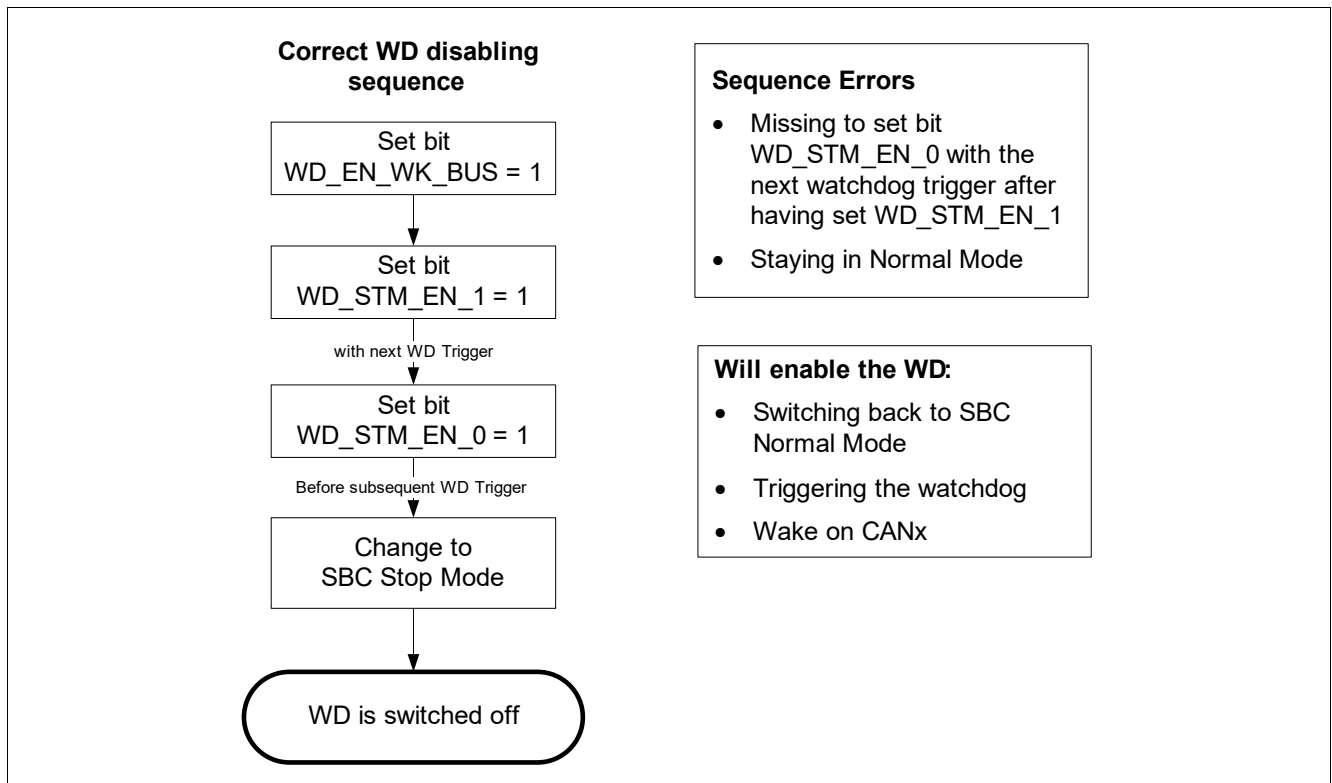 Correct WD disabling
sequence
Set bit
WD_EN_WK_BUS = 1
Set bit
WD_STM_EN_1 = 1
with next WD Trigger
Set bit
WD_STM_EN_0 = 1
Before subsequent WD Trigger
Change to
SBC Stop Mode
WD is switched off
Sequence Errors
• Missing to set bit
WD_STM_EN_0 with the
next watchdog trigger after
having set WD_STM_EN_1
• Staying in Normal Mode
Will enable the WD:
• Switching back to SBC
Normal Mode
• Triggering the watchdog
• Wake on CANx